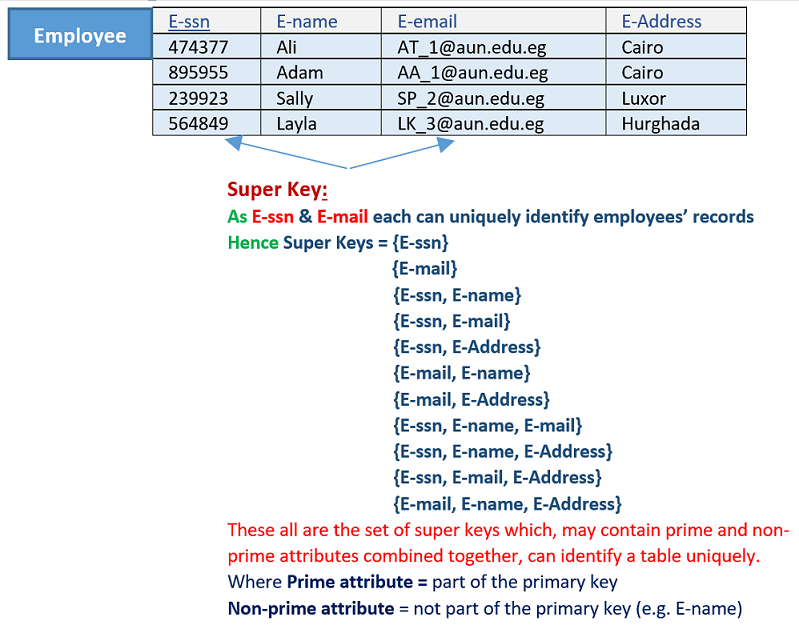 Employee
E-ssn E-name E-email E-Address
474377 Ali AT_1@aun.edu.eg Cairo
895955 Adam AA_1@aun.edu.eg Cairo
239923 Sally SP_2@aun.edu.eg Luxor
564849 Layla LK_3@aun.edu.eg Hurghada
Super Key:
As E-ssn & E-mail each can uniquely identify employees’ records
Hence Super Keys = {E-ssn}
{E-mail}
{E-ssn, E-name}
{E-ssn, E-mail}
{E-ssn, E-Address}
{E-mail, E-name}
{E-mail, E-Address}
{E-ssn, E-name, E-mail}
{E-ssn, E-name, E-Address}
{E-ssn, E-mail, E-Address}
{E-mail, E-name, E-Address}
These all are the set of super keys which, may contain prime and non-
prime attributes combined together, can identify a table uniquely.
Where Prime attribute = part of the primary key
Non-prime attribute = not part of the primary key (e.g. E-name)